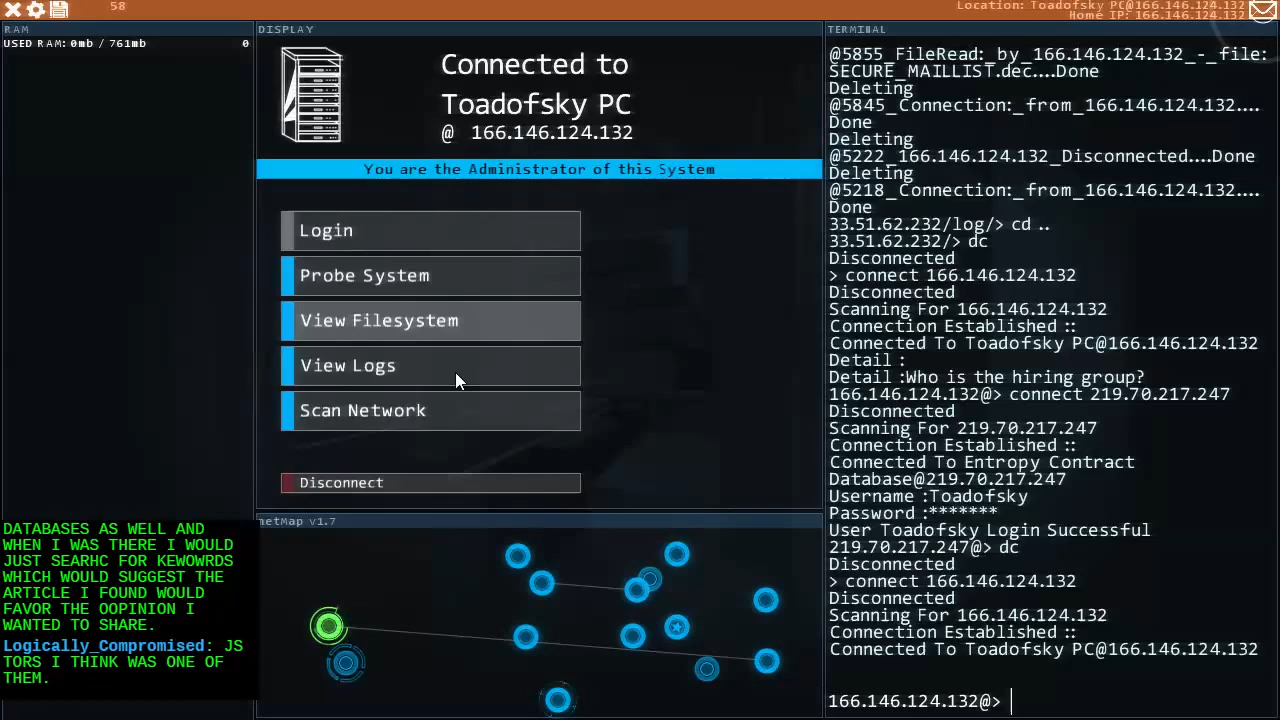 58
Location: Toadofsky PC@166.146.124.132
Home IP: 166.146.124.132
RAM
USED RAM: 0mb / 761mb 0
DISPLAY
Connected to
Toadofsky PC
@ 166.146.124.132
You are the Administrator of this System
Login
Probe System
View Filesystem
View Logs
Scan Network
Disconnect
netMap v1.7
DATABASES AS WELL AND
WHEN I WAS THERE I WOULD
JUST SEARHC FOR KEWOWRDS
WHICH WOULD SUGGEST THE
ARTICLE I FOUND WOULD
FAVOR THE OOPINION I
WANTED TO SHARE.
Logically_Compromised: JS
TORS I THINK WAS ONE OF
THEM.
TERMINAL
@5855_FileRead:_by_166.146.124.132_-_file:
SECURE_MAILLIST.dec....Done
Deleting
@5845_Connection:_from_166.146.124.132....
Done
Deleting
@5222_166.146.124.132_Disconnected....Done
Deleting
@5218_Connection:_from_166.146.124.132....
Done
33.51.62.232/log/> cd ..
33.51.62.232/> dc
Disconnected
> connect 166.146.124.132
Disconnected
Scanning For 166.146.124.132
Connection Established ::
Connected To Toadofsky PC@166.146.124.132
Detail :
Detail :Who is the hiring group?
166.146.124.132@> connect 219.70.217.247
Disconnected
Scanning For 219.70.217.247
Connection Established ::
Connected To Entropy Contract
Database@219.70.217.247
Username :Toadofsky
Password :*******
User Toadofsky Login Successful
219.70.217.247@> dc
Disconnected
> connect 166.146.124.132
Disconnected
Scanning For 166.146.124.132
Connection Established ::
Connected To Toadofsky PC@166.146.124.132
166.146.124.132@>